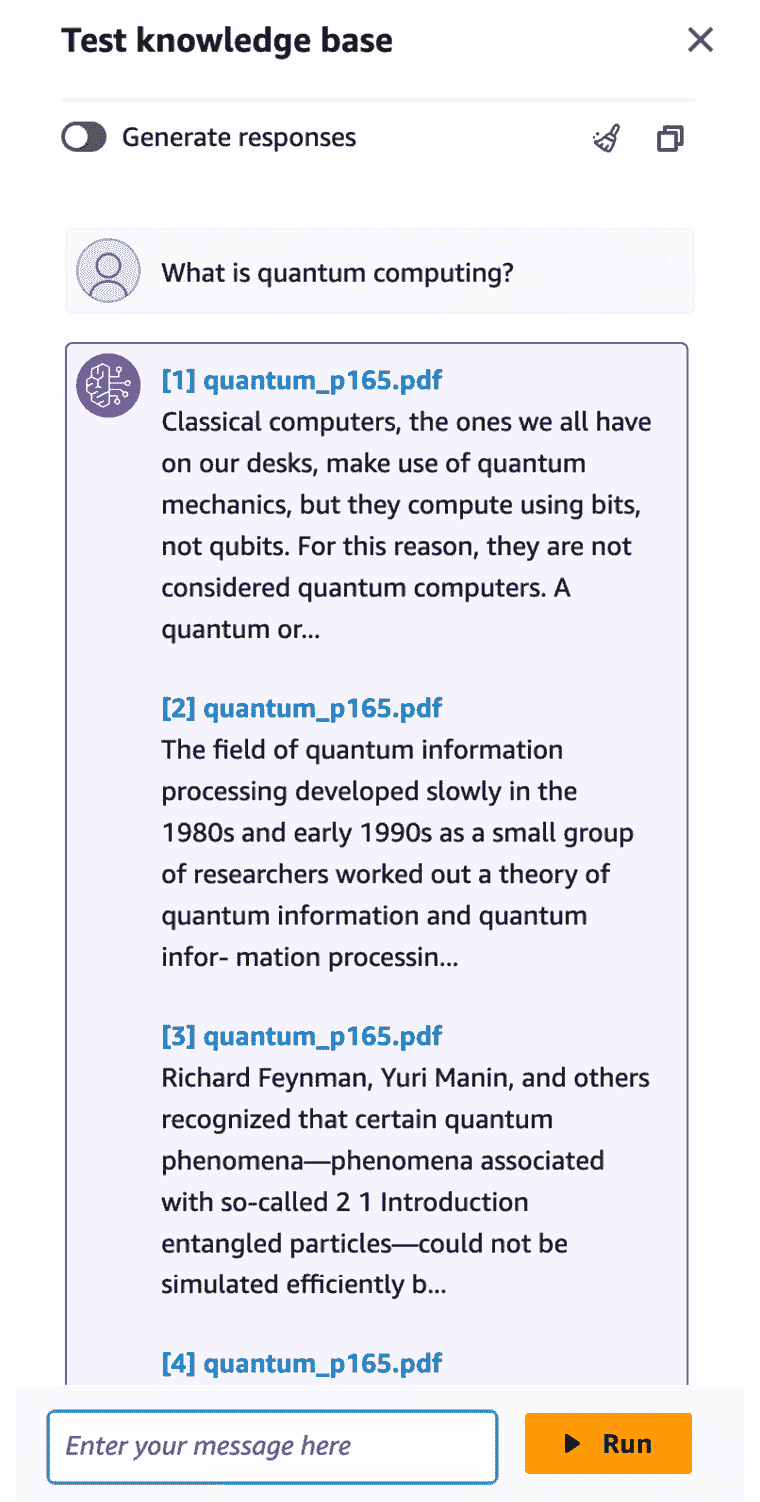 Test knowledge base
Generate responses
What is quantum computing?
[1] quantum_p165.pdf
Classical computers, the ones we all have
on our desks, make use of quantum
mechanics, but they compute using bits,
not qubits. For this reason, they are not
considered quantum computers. A
quantum or...
[2] quantum_p165.pdf
The field of quantum information
processing developed slowly in the
1980s and early 1990s as a small group
of researchers worked out a theory of
quantum information and quantum
infor- mation processin...
[3] quantum_p165.pdf
Richard Feynman, Yuri Manin, and others
recognized that certain quantum
phenomena—phenomena associated
with so-called 2 1 Introduction
entangled particles—could not be
simulated efficiently b...
[4] quantum_p165.pdf
Enter your message here
Run